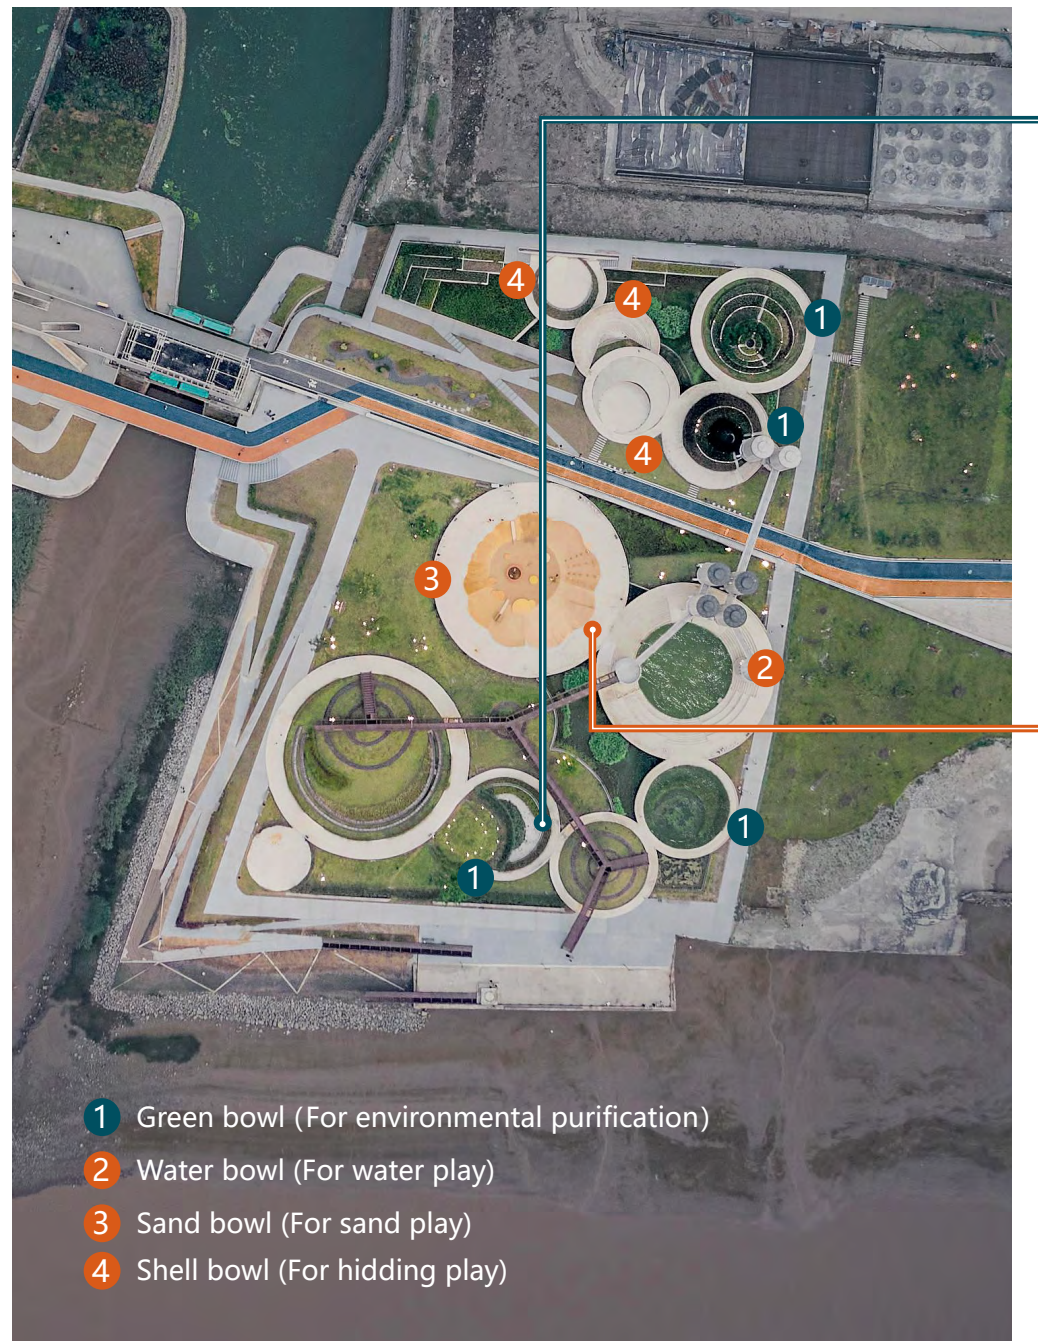 4
4
1
1
4
3
2
1
1
1 Green bowl (For environmental purification)
2 Water bowl (For water play)
3 Sand bowl (For sand play)
4 Shell bowl (For hidding play)